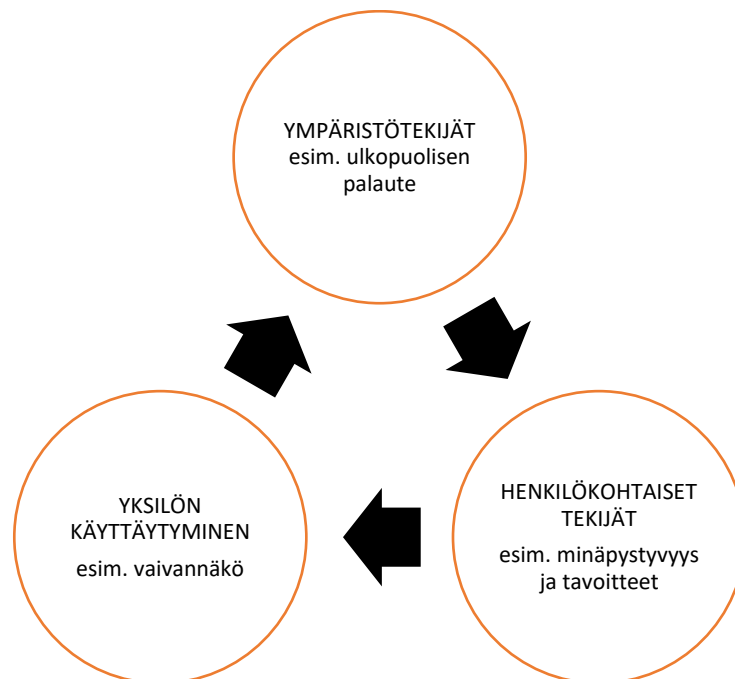 YMPÄRISTÖTEKIJÄT
esim. ulkopuolisen
palaute
YKSILÖN
KÄYTTÄYTYMINEN
esim. vaivannäkö
HENKILÖKOHTAISET
TEKIJÄT
esim. minäpystyvyys
ja tavoitteet